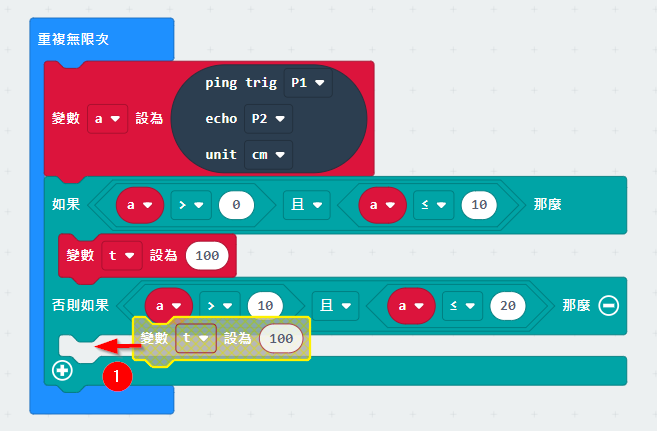 重複無限次
ping trig P1
變數 a 設為 echo P2
unit cm
如果 a > 0 且 a ≤ 10 那麼
變數 t 設為 100
否則如果 a > 10 且 a ≤ 20 那麼
變數 t 設為 100
1